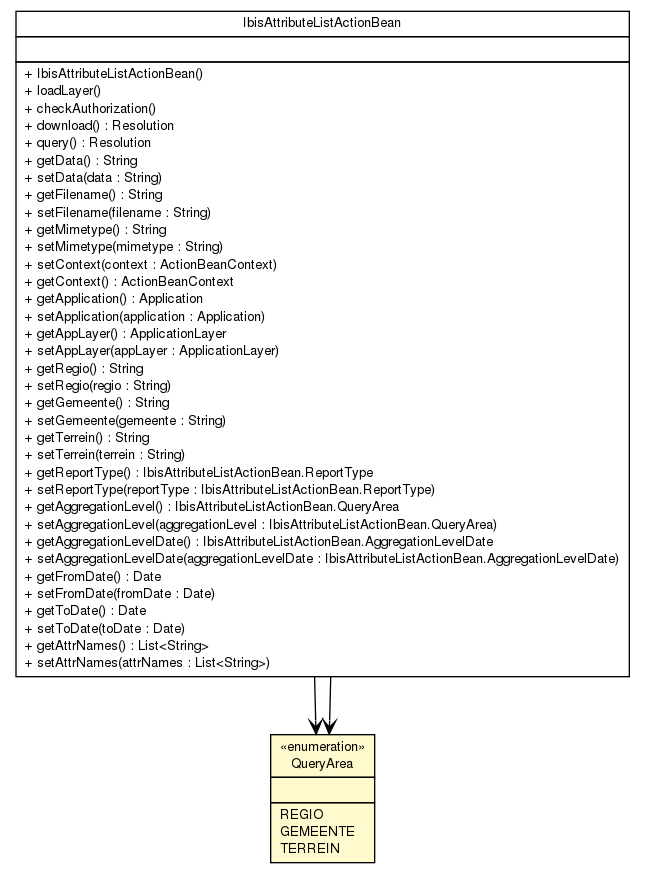 IbisAttributeListActionBean
+ IbisAttributeListActionBean()
+ loadLayer()
+ checkAuthorization()
+ download() : Resolution
+ query() : Resolution
+ getData() : String
+ setData(data : String)
+ getFilename() : String
+ setFilename(filename : String)
+ getMimetype() : String
+ setMimetype(mimetype : String)
+ setContext(context : ActionBeanContext)
+ getContext() : ActionBeanContext
+ getApplication() : Application
+ setApplication(application : Application)
+ getAppLayer() : ApplicationLayer
+ setAppLayer(appLayer : ApplicationLayer)
+ getRegio() : String
+ setRegio(regio : String)
+ getGemeente() : String
+ setGemeente(gemeente : String)
+ getTerrein() : String
+ setTerrein(terrein : String)
+ getReportType() : IbisAttributeListActionBean.ReportType
+ setReportType(reportType : IbisAttributeListActionBean.ReportType)
+ getAggregationLevel() : IbisAttributeListActionBean.QueryArea
+ setAggregationLevel(aggregationLevel : IbisAttributeListActionBean.QueryArea)
+ getAggregationLevelDate() : IbisAttributeListActionBean.AggregationLevelDate
+ setAggregationLevelDate(aggregationLevelDate : IbisAttributeListActionBean.AggregationLevelDate)
+ getFromDate() : Date
+ setFromDate(fromDate : Date)
+ getToDate() : Date
+ setToDate(toDate : Date)
+ getAttrNames() : List<String>
+ setAttrNames(attrNames : List<String>)
«enumeration»
QueryArea
REGIO
GEMEENTE
TERREIN